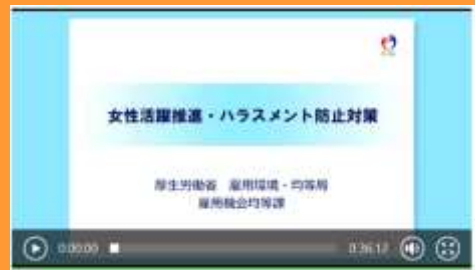 女性活躍推進・ハラスメント防止対策
厚生労働省 雇用環境・均等局
雇用機会均等課
0:00:00
0:36:17